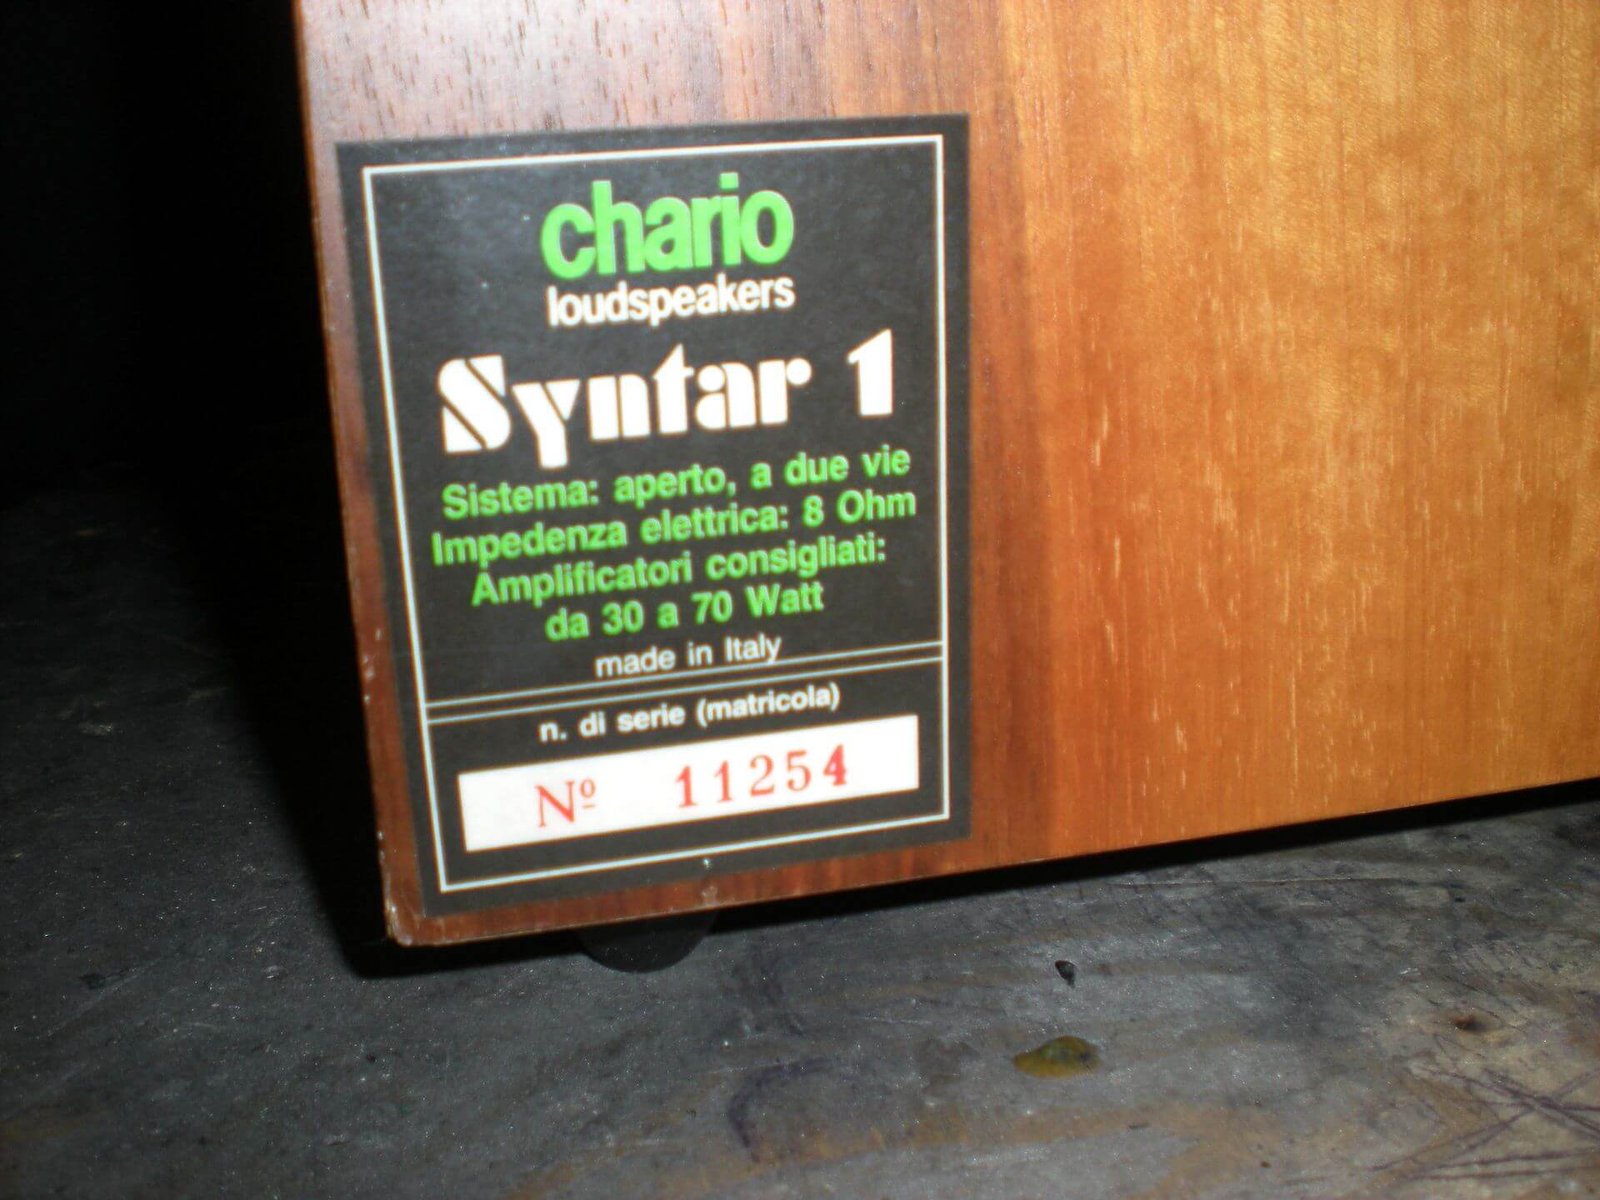 chario
loudspeakers
Syntar 1
Sistema: aperto, a due vie
Impedenza elettrica: 8 Ohm
Amplificatori consigliati:
da 30 a 70 Watt
made in Italy
n. di serie (matricola)
Nº 11254